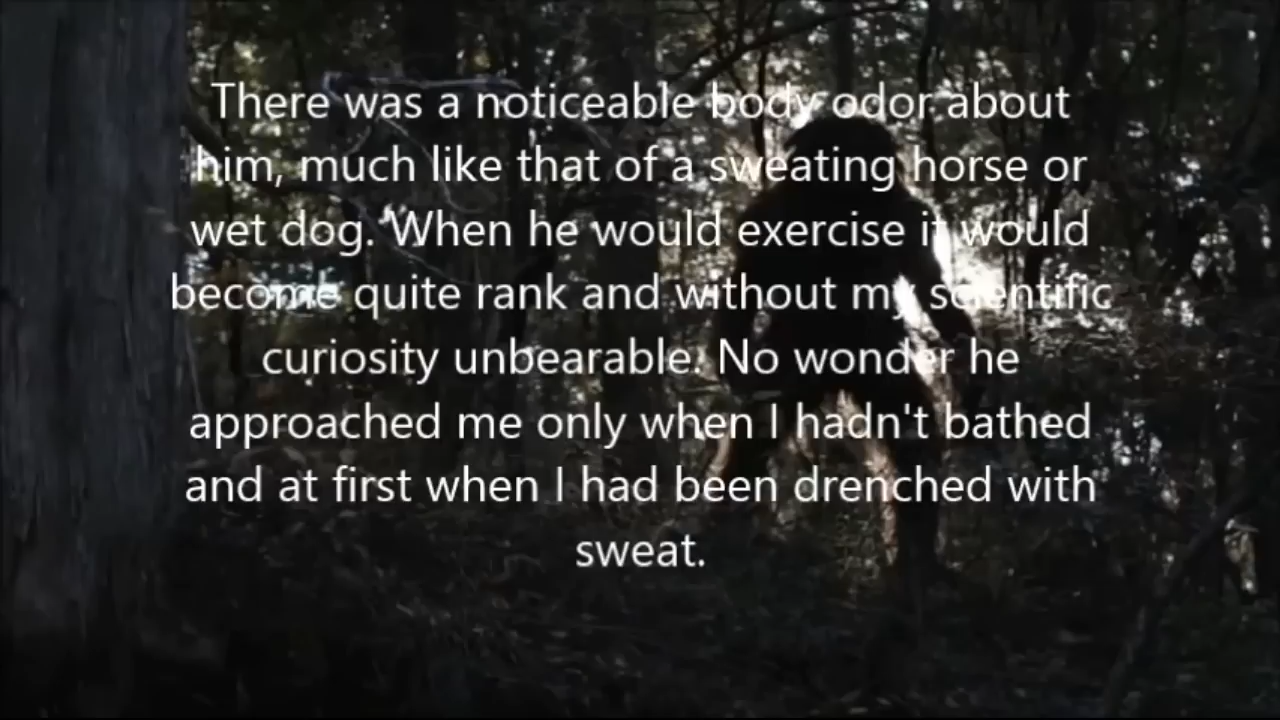 There was a noticeable body odor about
him, much like that of a sweating horse or
wet dog. When he would exercise it would
become quite rank and without my scientific
curiosity unbearable. No wonder he
approached me only when I hadn't bathed
and at first when I had been drenched with
sweat.